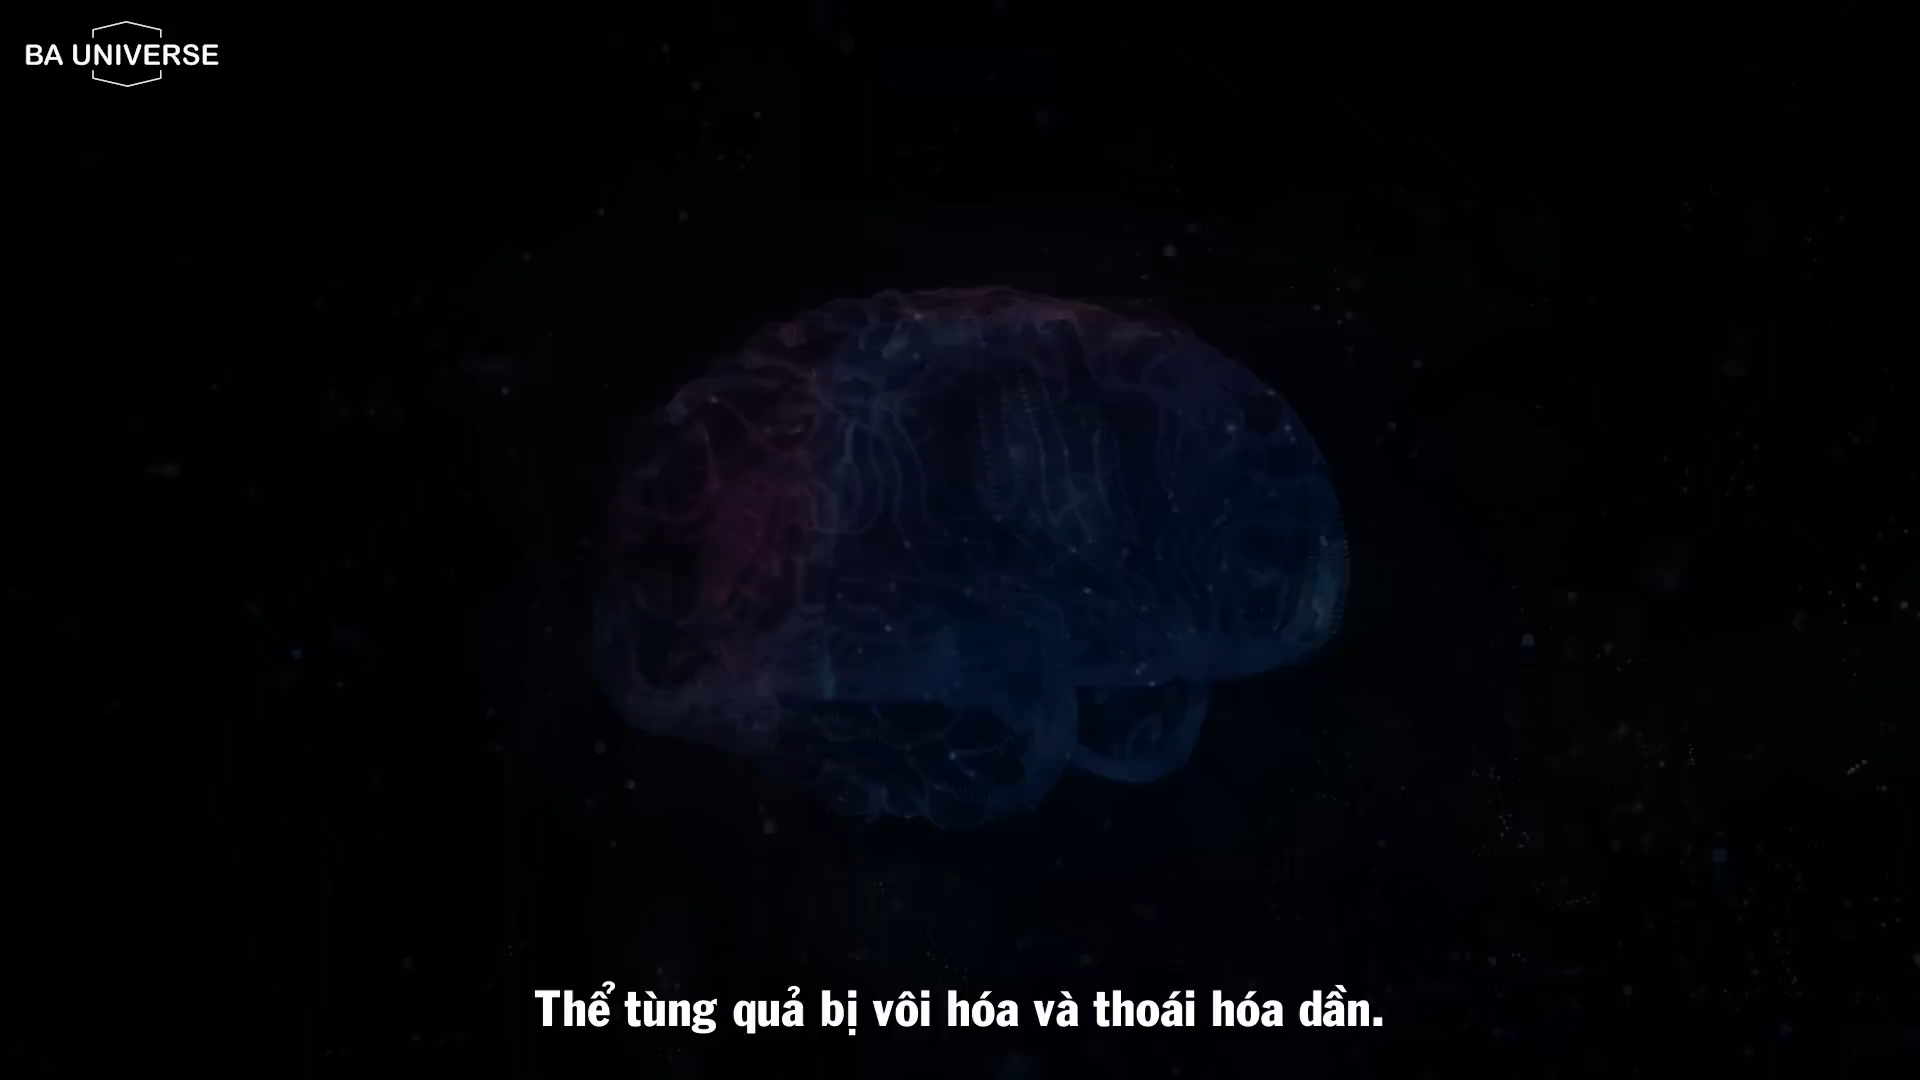 BA UNIVERSE
Thể tùng quả bị vôi hóa và thoái hóa dần.